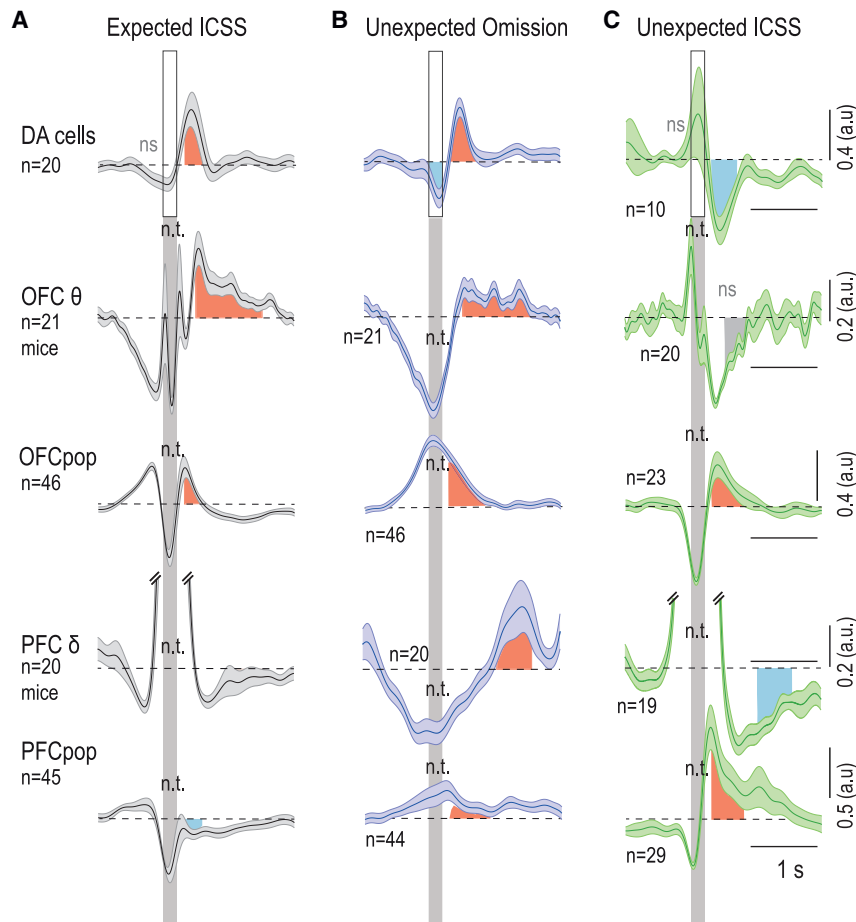 A Expected ICSS
B Unexpected Omission
C Unexpected ICSS
DA cells
n=20
ns
ns
n=10
0.4 (a.u)
n.t.
n.t.
OFC θ
n=21
mice
n=21
n.t.
ns
n=20
0.2 (a.u.)
n.t.
n.t.
n.t.
OFCpop
n=46
n=46
n=23
0.4 (a.u)
PFC δ
n=20
mice
n.t.
n=20
n.t.
n.t.
n=19
0.2 (a.u.)
PFCpop
n=45
n.t.
n.t.
n.t.
n=44
n=29
0.5 (a.u)
1 s